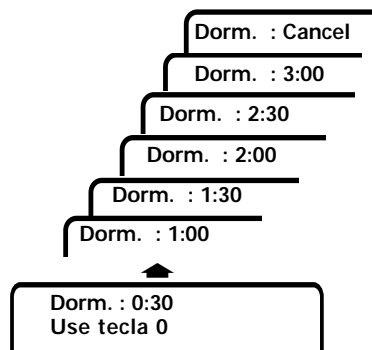 Dorm. : Cancel
Dorm. : 3:00
Dorm. : 2:30
Dorm. : 2:00
Dorm. : 1:30
Dorm. : 1:00
Dorm. : 0:30
Use tecla 0